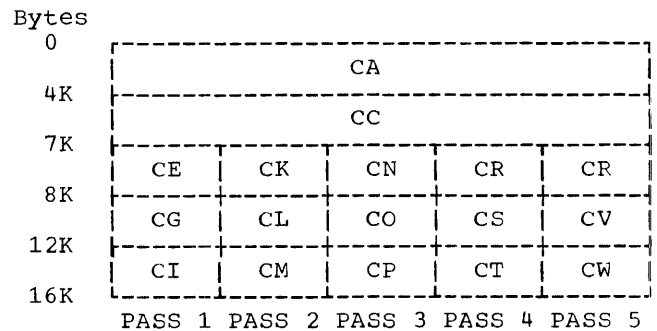 Bytes
0
CA
4K
CC
7K
CE CK CN CR CR
8K
CG CL CO CS CV
12K
CI CM CP CT CW
16K
PASS 1 PASS 2 PASS 3 PASS 4 PASS 5